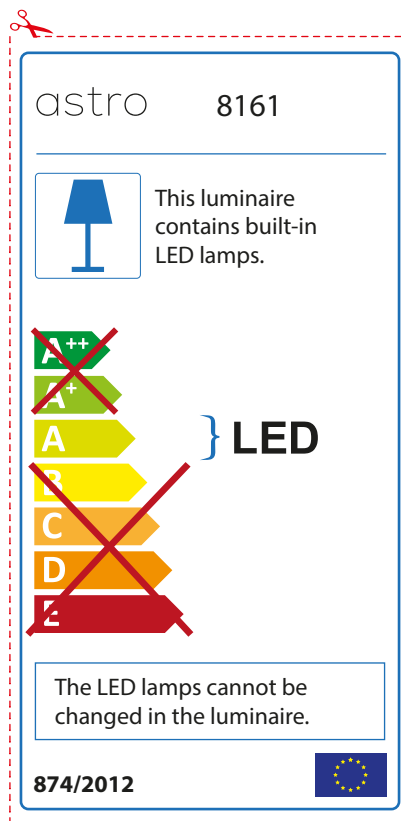 astro 8161
This luminaire
contains built-in
LED lamps.
A++
A+
A
B
C
D
E
} LED
The LED lamps cannot be
changed in the luminaire.
874/2012